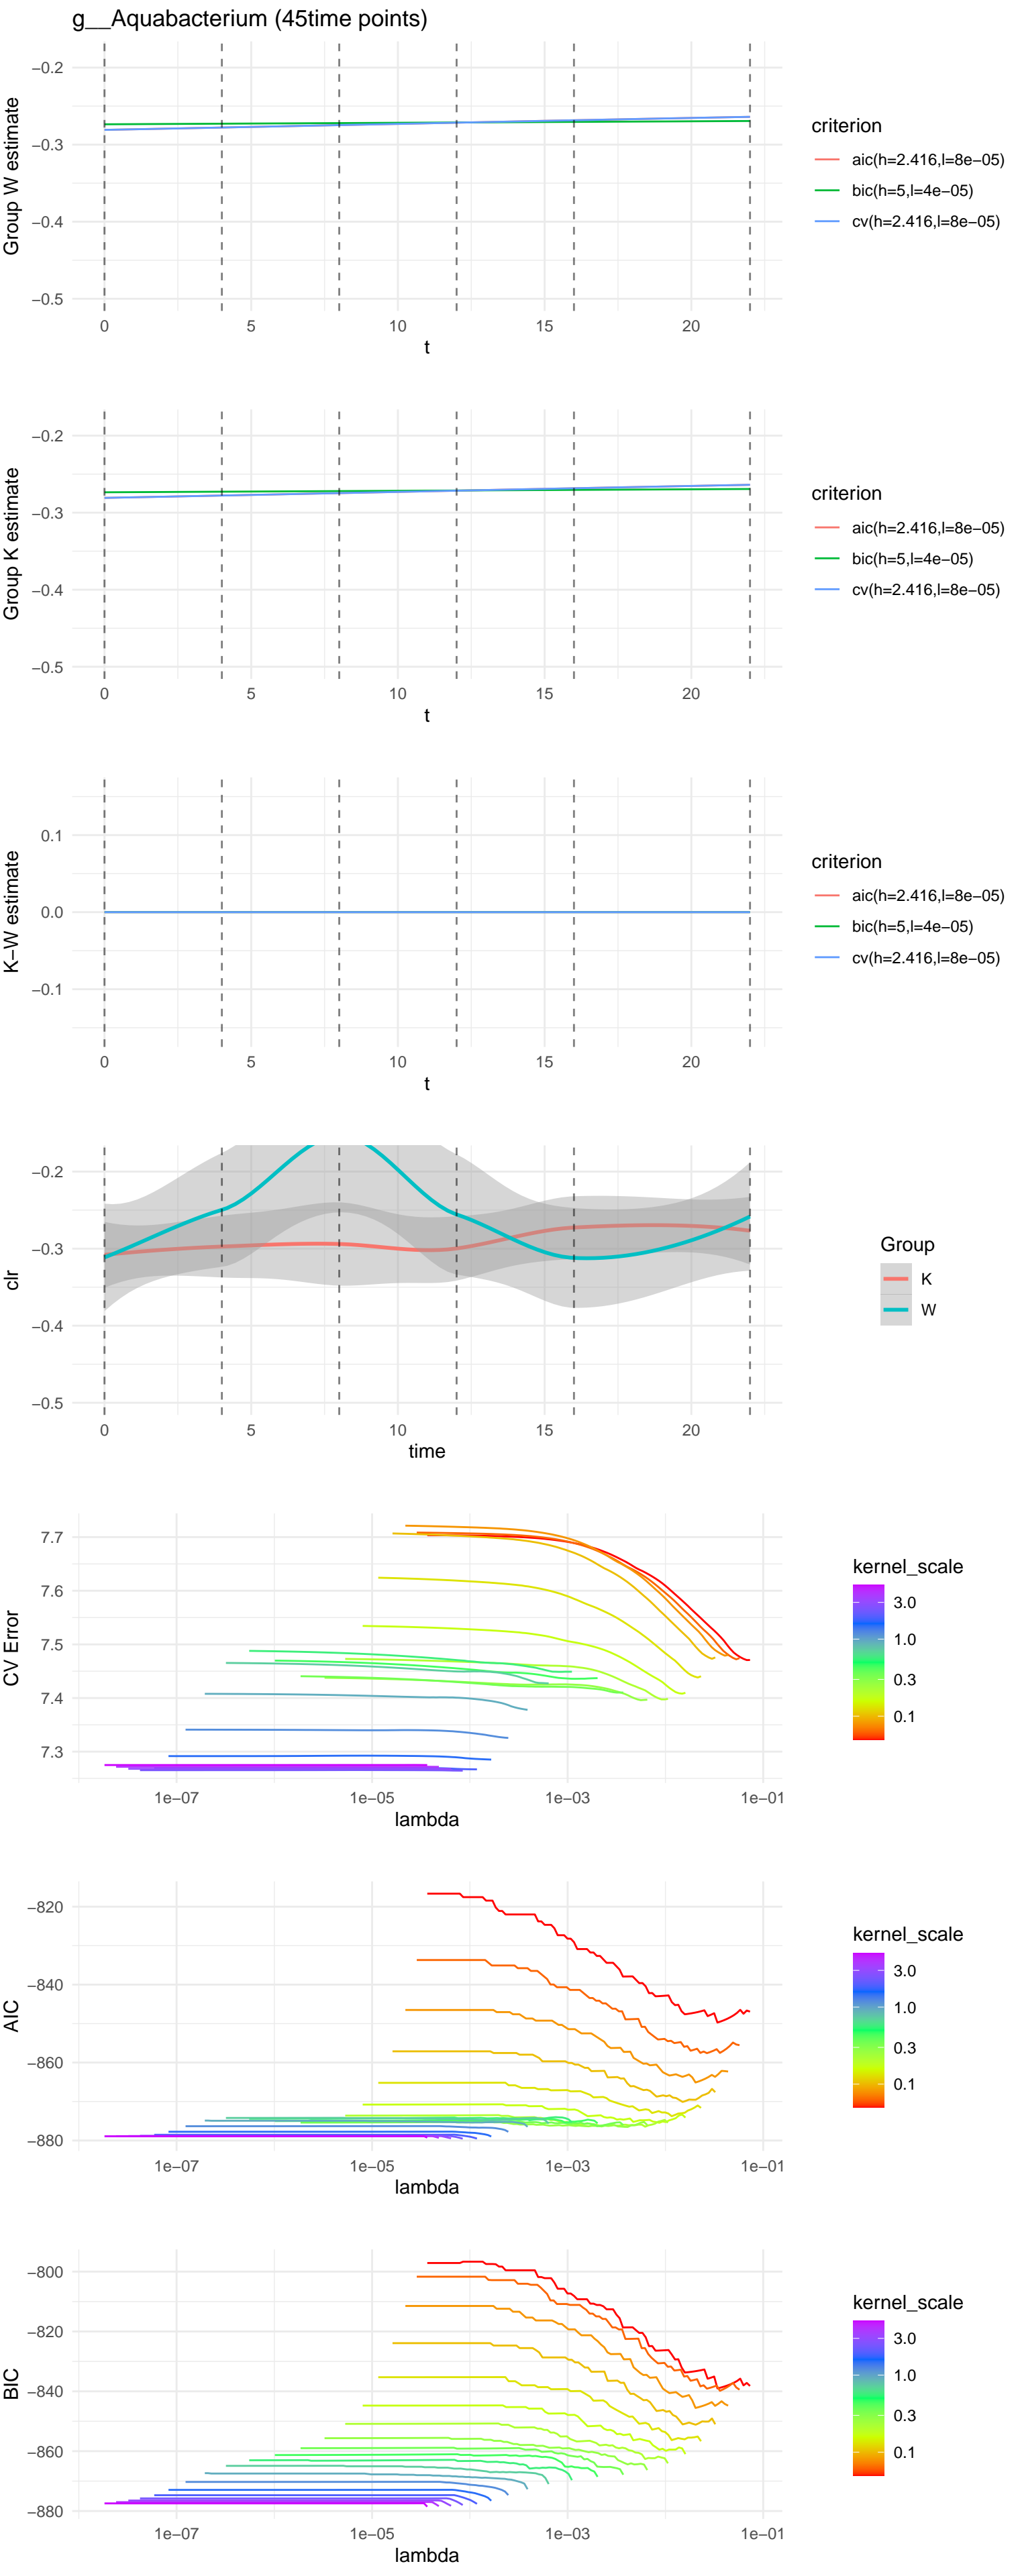 g__Aquabacterium (45time points)
Group W estimate
−0.2
−0.3
−0.4
−0.5
0 5 10 15 20
t
criterion
aic(h=2.416,l=8e−05)
bic(h=5,l=4e−05)
cv(h=2.416,l=8e−05)
Group K estimate
−0.2
−0.3
−0.4
−0.5
0 5 10 15 20
t
criterion
aic(h=2.416,l=8e−05)
bic(h=5,l=4e−05)
cv(h=2.416,l=8e−05)
K−W estimate
0.1
0.0
−0.1
0 5 10 15 20
t
criterion
aic(h=2.416,l=8e−05)
bic(h=5,l=4e−05)
cv(h=2.416,l=8e−05)
clr
−0.2
−0.3
−0.4
−0.5
0 5 10 15 20
time
Group
K
W
CV Error
7.7
7.6
7.5
7.4
7.3
1e−07 1e−05 1e−03 1e−01
lambda
kernel_scale
3.0
1.0
0.3
0.1
AIC
−820
−840
−860
−880
1e−07 1e−05 1e−03 1e−01
lambda
kernel_scale
3.0
1.0
0.3
0.1
BIC
−800
−820
−840
−860
−880
1e−07 1e−05 1e−03 1e−01
lambda
kernel_scale
3.0
1.0
0.3
0.1